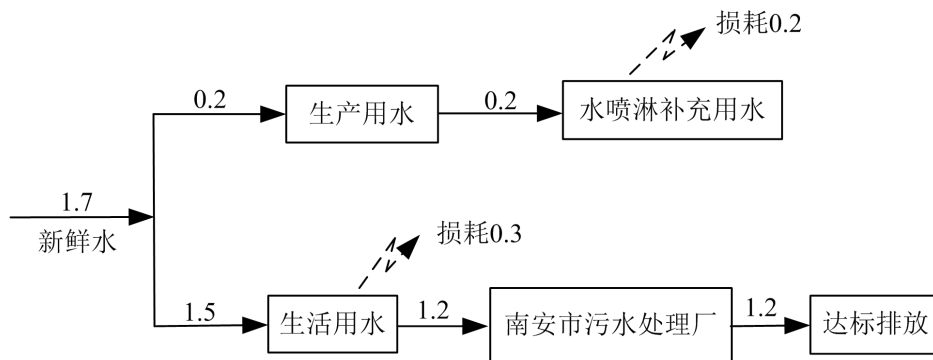 损耗0.2
0.2
生产用水
0.2
水喷淋补充用水
1.7
新鲜水
损耗0.3
1.5
生活用水
1.2
南安市污水处理厂
1.2
达标排放